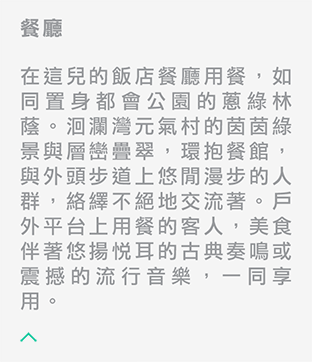 餐廳
在這兒的飯店餐廳用餐，如
同置身都會公園的蔥綠林
蔭。洄瀾灣元氣村的茵茵綠
景與層巒疊翠，環抱餐館，
與外頭步道上悠閒漫步的人
群，絡繹不絕地交流著。戶
外平台上用餐的客人，美食
伴著悠揚悅耳的古典奏鳴或
震撼的流行音樂，一同享
用。